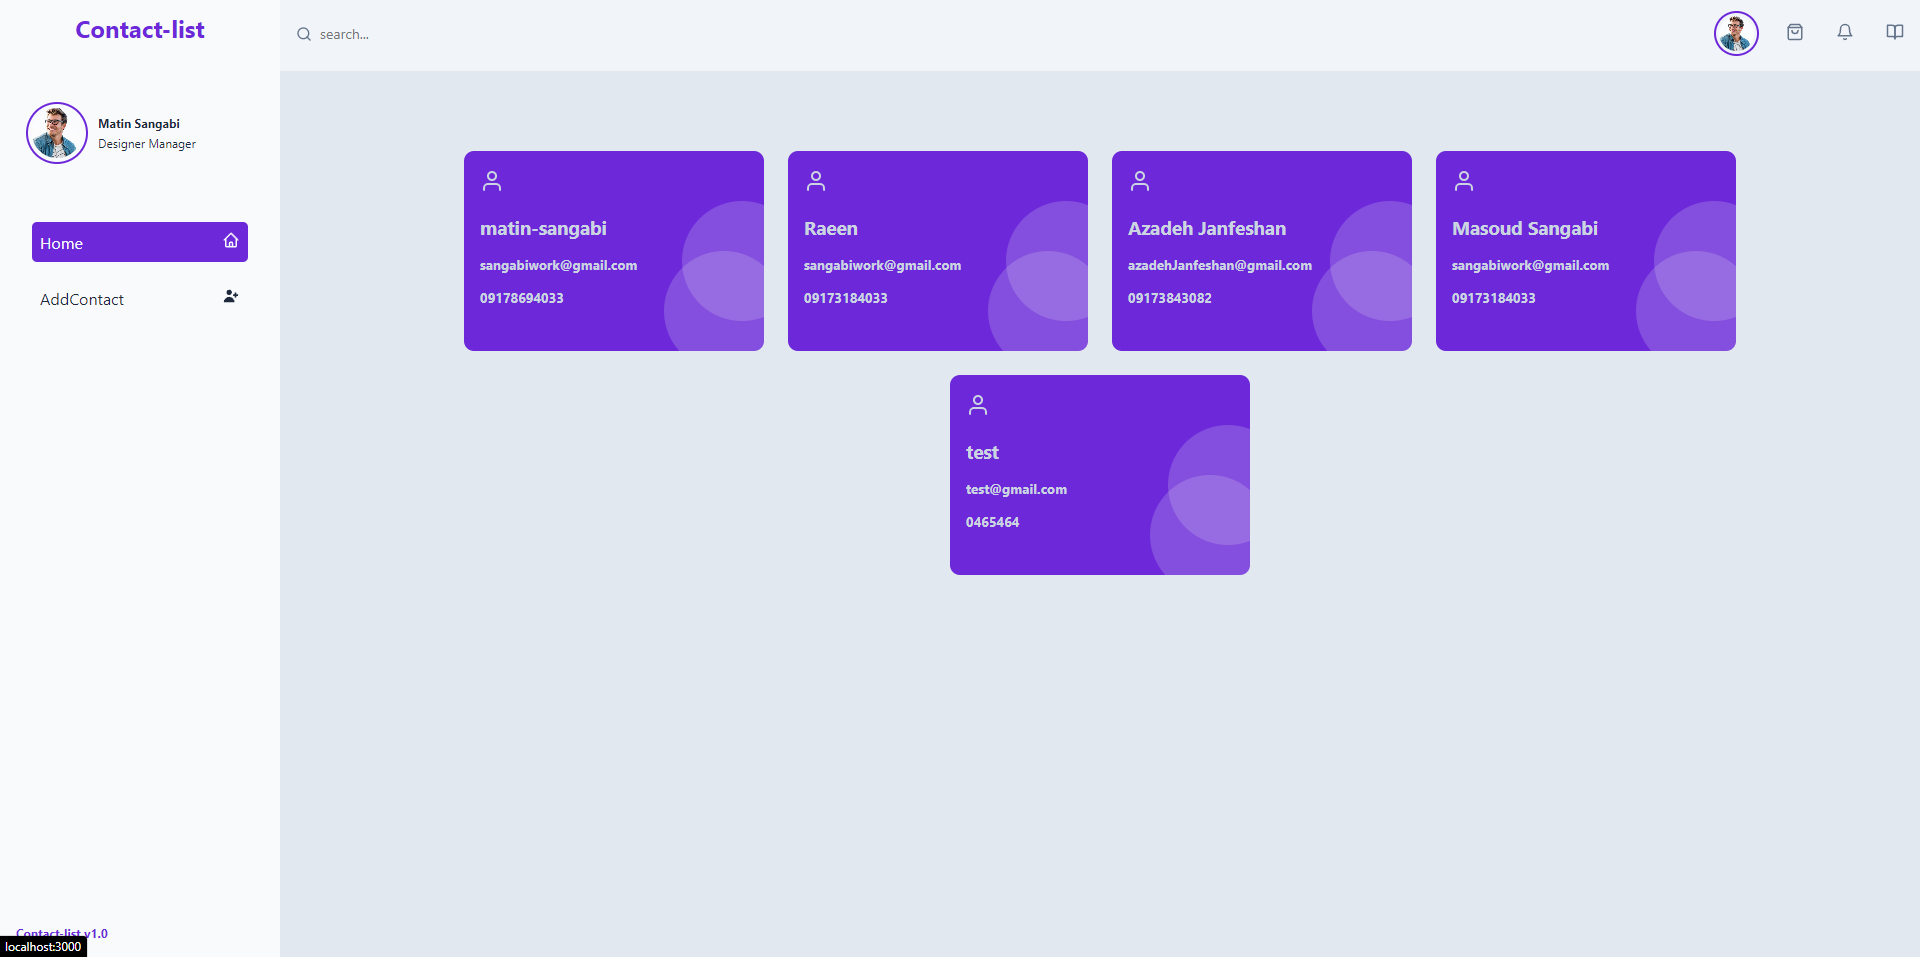 Contact-list
search...
Matin Sangabi
Designer Manager
Home
AddContact
matin-sangabi
sangabiwork@gmail.com
09178694033
Raeen
sangabiwork@gmail.com
09173184033
Azadeh Janfeshan
azadehJanfeshan@gmail.com
09173843082
Masoud Sangabi
sangabiwork@gmail.com
09173184033
test
test@gmail.com
0465464
Contact-list v1.0
localhost:3000